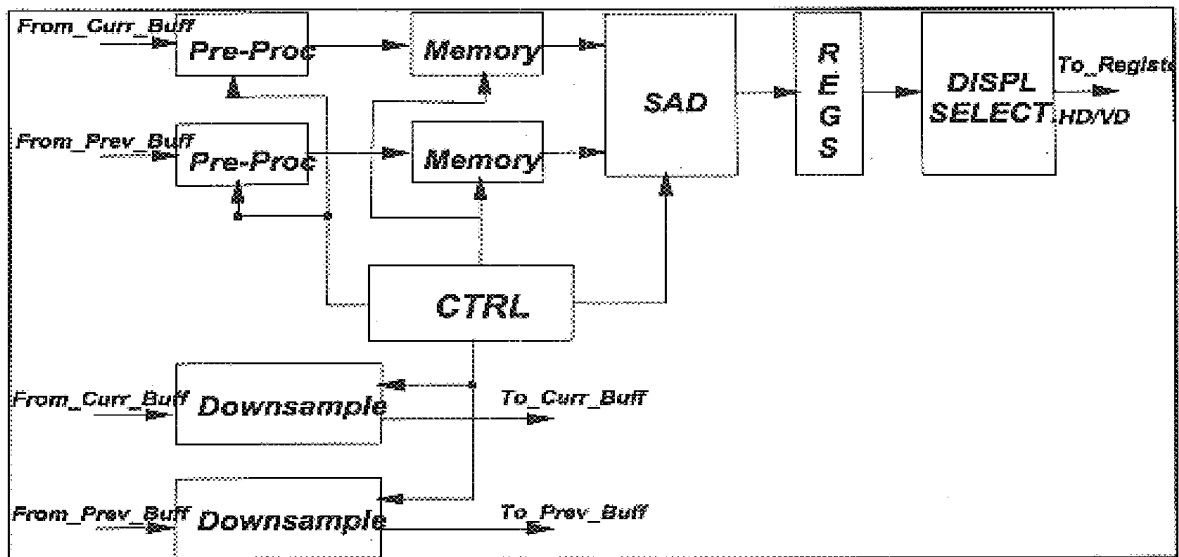 From_Curr_Buff
Pre-Proc
Memory
SAD
R
E
G
S
DISPL
SELECT
To_Registe
HD/VD
From_Prev_Buff
Pre-Proc
Memory
CTRL
From_Curr_Buff
Downsample
To_Curr_Buff
From_Prev_Buff
Downsample
To_Prev_Buff